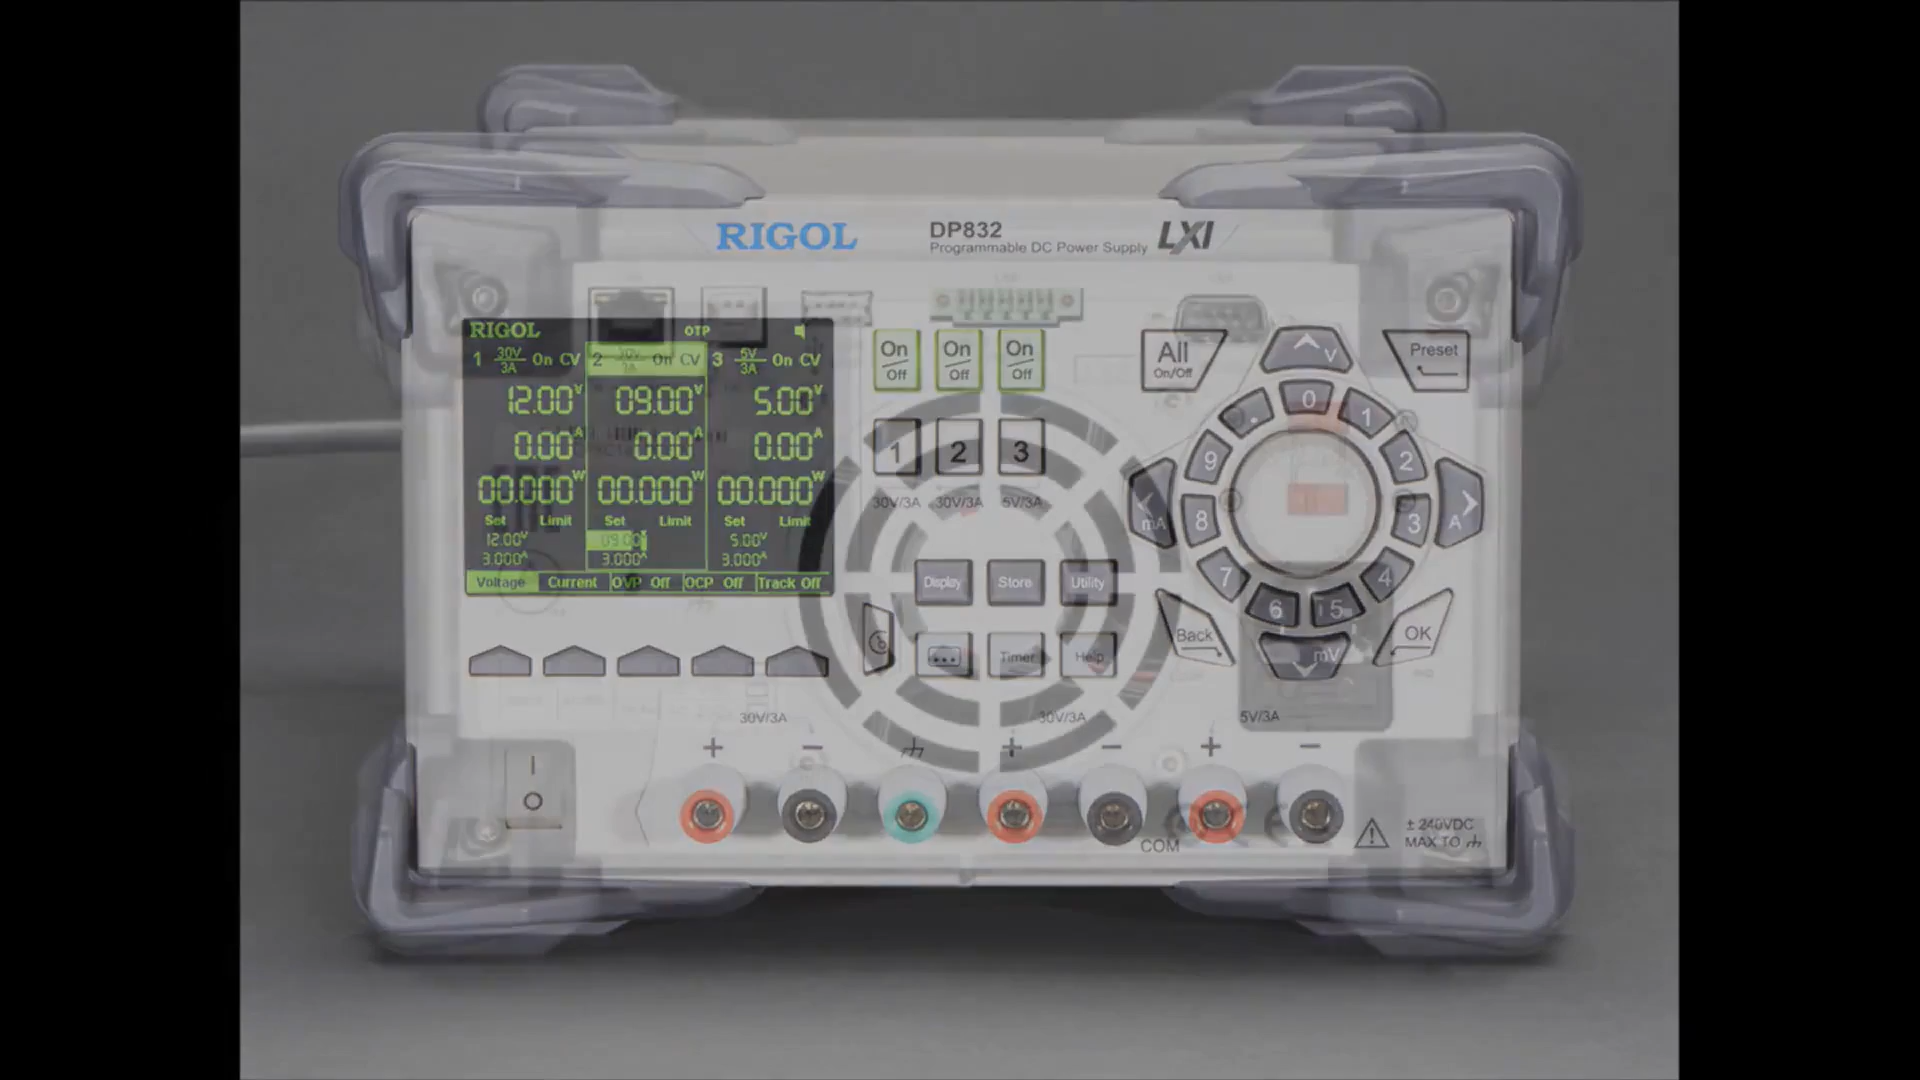 RIGOL
DP832
Programmable DC Power Supply
LXI
RIGOL OTP
1 30V/3A On CV 2 30V/3A On CV 3 5V/3A On CV
12.00V 09.00V 5.00V
0.00A 0.00A 0.00A
00.000W 00.000W 00.000W
Set Limit Set Limit Set Limit
12.00V 09.00V 5.00V
3.000A 3.000A 3.000A
Voltage Current OVP Off OCP Off Track Off
On/Off On/Off On/Off
All On/Off
V
Preset
1 2 3
30V/3A 30V/3A 5V/3A
. 0 1
9 2
mA 8 3 A
7 4
6 5
Display Store Utility
Back mV OK
Timer Help
30V/3A 30V/3A 5V/3A
+ − + − + −
COM
± 240VDC
MAX TO